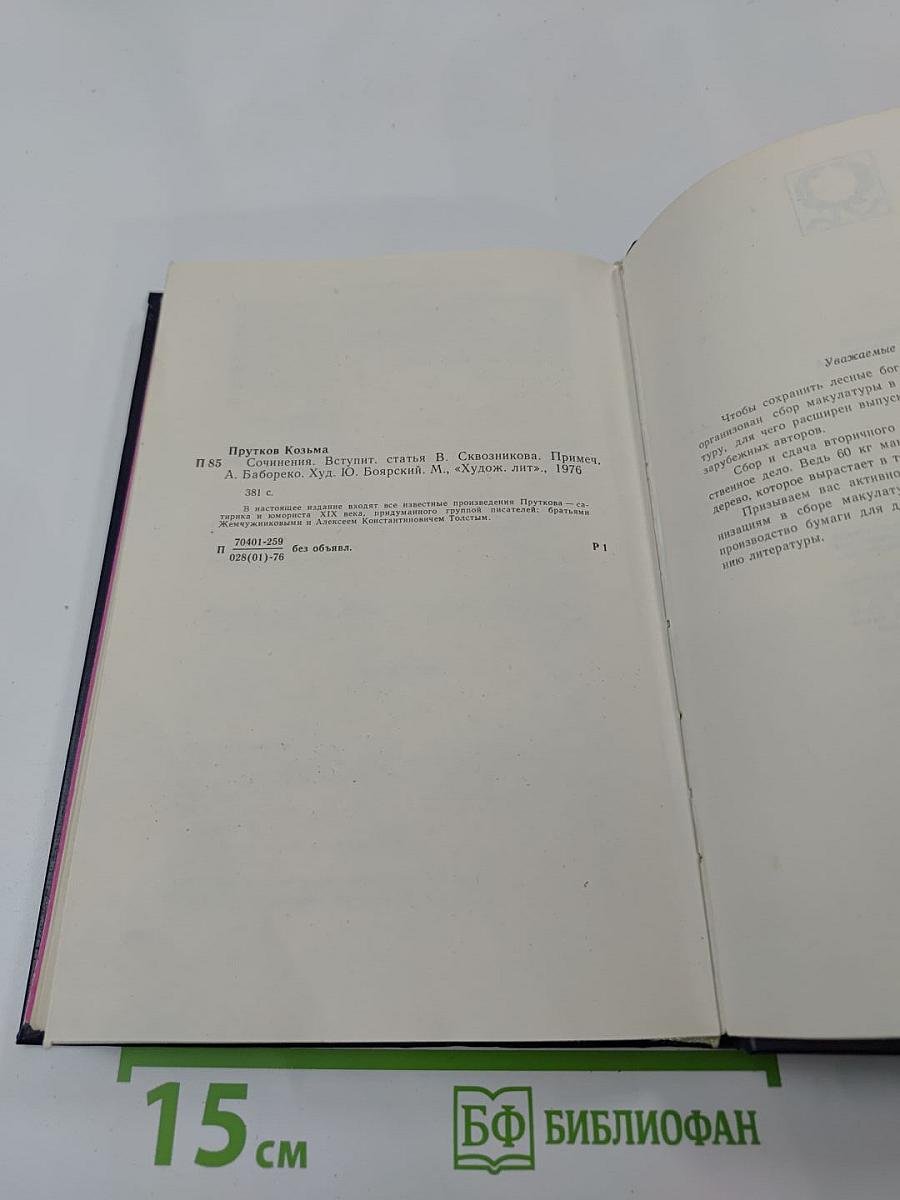 Прутков Козьма
П 85 Сочинения. Вступит. статья В. Сквозникова. Примеч,
А. Бабореко. Худ. Ю. Боярский. М., «Худож. лит»., 1976
381 с.
В настоящее издание входят все известные произведения Пруткова — са-
тирика и юмориста XIX века, придуманного группой писателей: братьями
Жемчужниковыми и Алексеем Константиновичем Толстым.
П 70401-259
028(01)-76 без объявл. Р 1
Уважаемые
Чтобы сохранить лесные бог
организован сбор макулатуры в
туру, для чего расширен выпуск
зарубежных авторов.
Сбор и сдача вторичного
ственное дело. Ведь 60 кг мак
дерево, которое вырастает в т
Призываем вас активно
низациям в сборе макулату
производство бумаги для д
нию литературы.
15 см
БФ БИБЛИОФАН